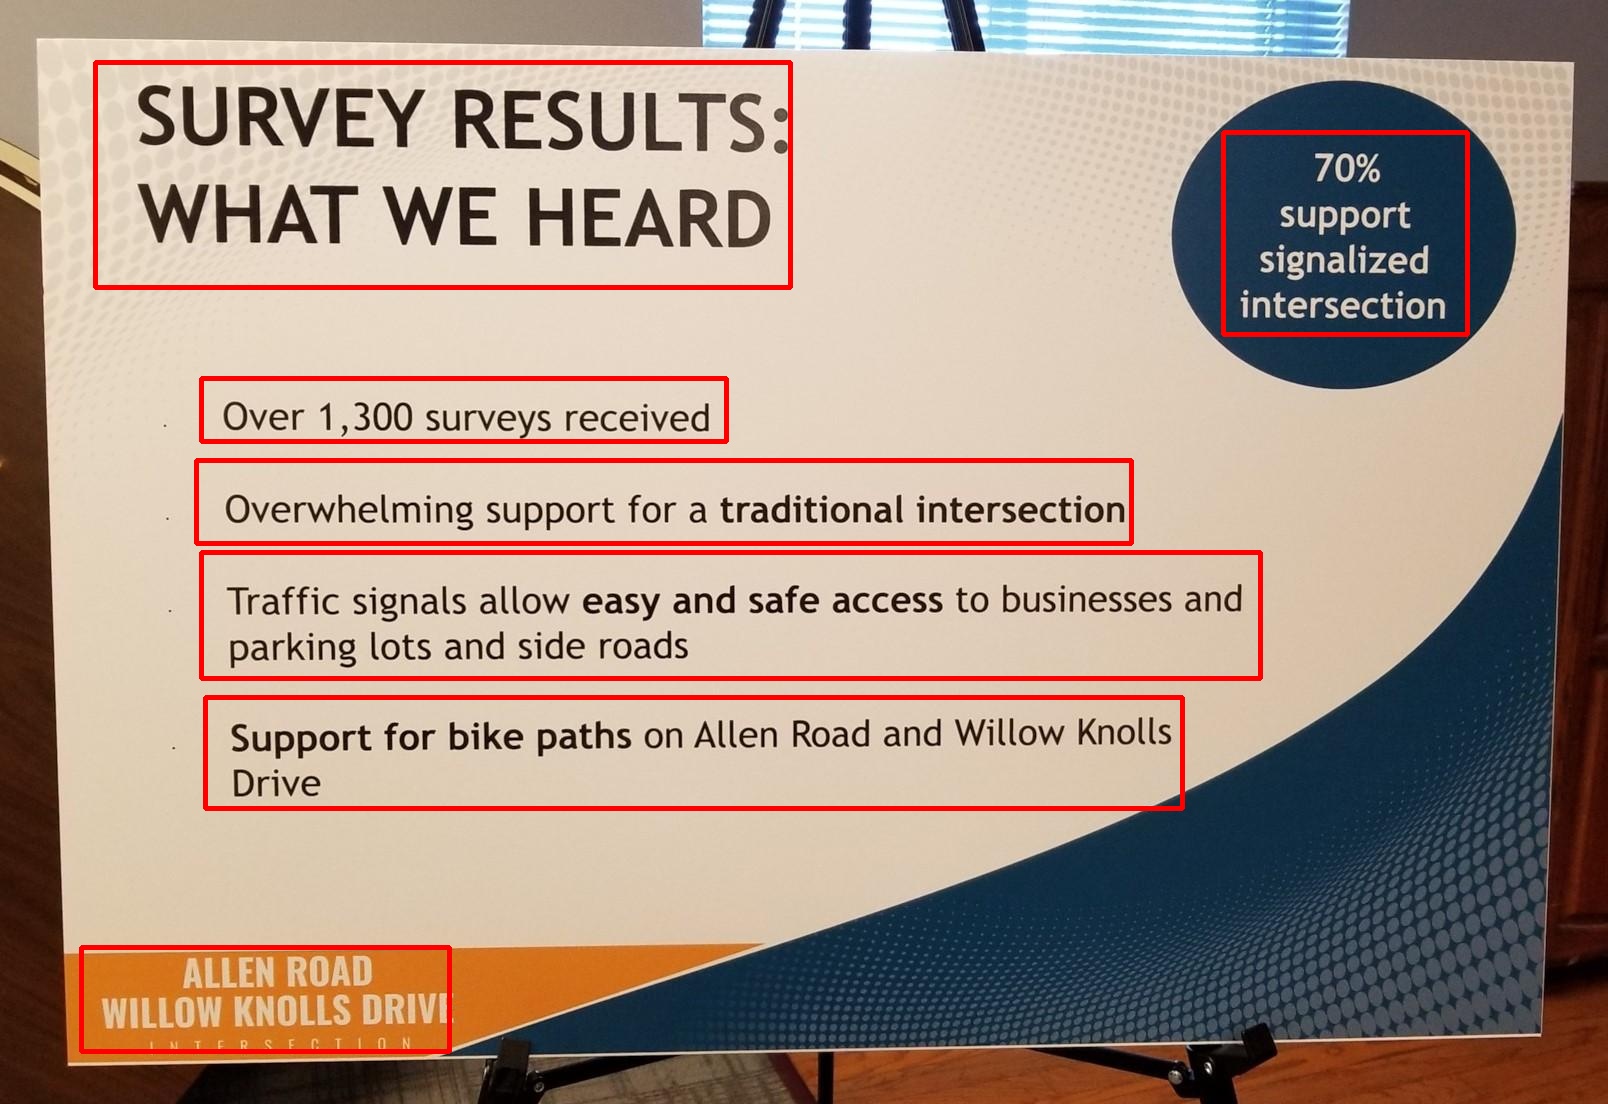 SURVEY RESULTS:
WHAT WE HEARD
70%
support
signalized
intersection
Over 1,300 surveys received
Overwhelming support for a traditional intersection
Traffic signals allow easy and safe access to businesses and
parking lots and side roads
Support for bike paths on Allen Road and Willow Knolls
Drive
ALLEN ROAD
WILLOW KNOLLS DRIVE
INTERSECTION